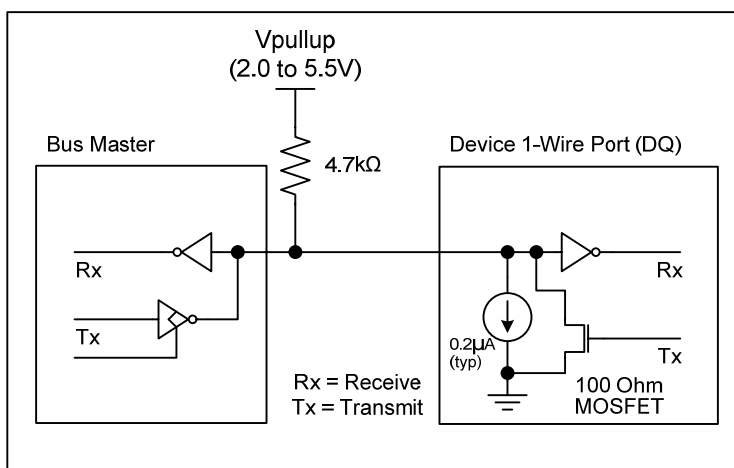 Vpullup
(2.0 to 5.5V)
Bus Master
Device 1-Wire Port (DQ)
4.7kΩ
Rx
Rx
Tx
0.2µA
(typ)
Tx
Rx = Receive
Tx = Transmit
100 Ohm
MOSFET